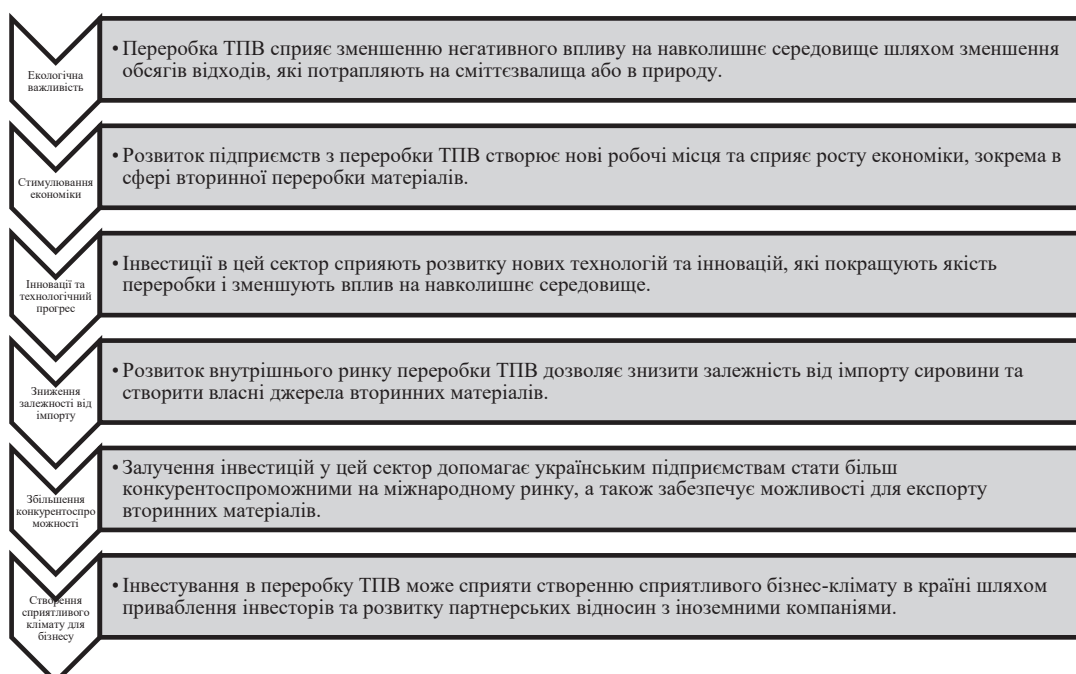 Екологічна
важливість
• Переробка ТПВ сприяє зменшенню негативного впливу на навколишнє середовище шляхом зменшення
обсягів відходів, які потрапляють на сміттєзвалища або в природу.
Стимулювання
економіки
• Розвиток підприємств з переробки ТПВ створює нові робочі місця та сприяє росту економіки, зокрема в
сфері вторинної переробки матеріалів.
Інновації та
технологічний
прогрес
• Інвестиції в цей сектор сприяють розвитку нових технологій та інновацій, які покращують якість
переробки і зменшують вплив на навколишнє середовище.
Зниження
залежності від
імпорту
• Розвиток внутрішнього ринку переробки ТПВ дозволяє знизити залежність від імпорту сировини та
створити власні джерела вторинних матеріалів.
Збільшення
конкурентоспро
можності
• Залучення інвестицій у цей сектор допомагає українським підприємствам стати більш
конкурентоспроможними на міжнародному ринку, а також забезпечує можливості для експорту
вторинних матеріалів.
Створення
сприятливого
клімату для
бізнесу
• Інвестування в переробку ТПВ може сприяти створенню сприятливого бізнес-клімату в країні шляхом
приваблення інвесторів та розвитку партнерських відносин з іноземними компаніями.